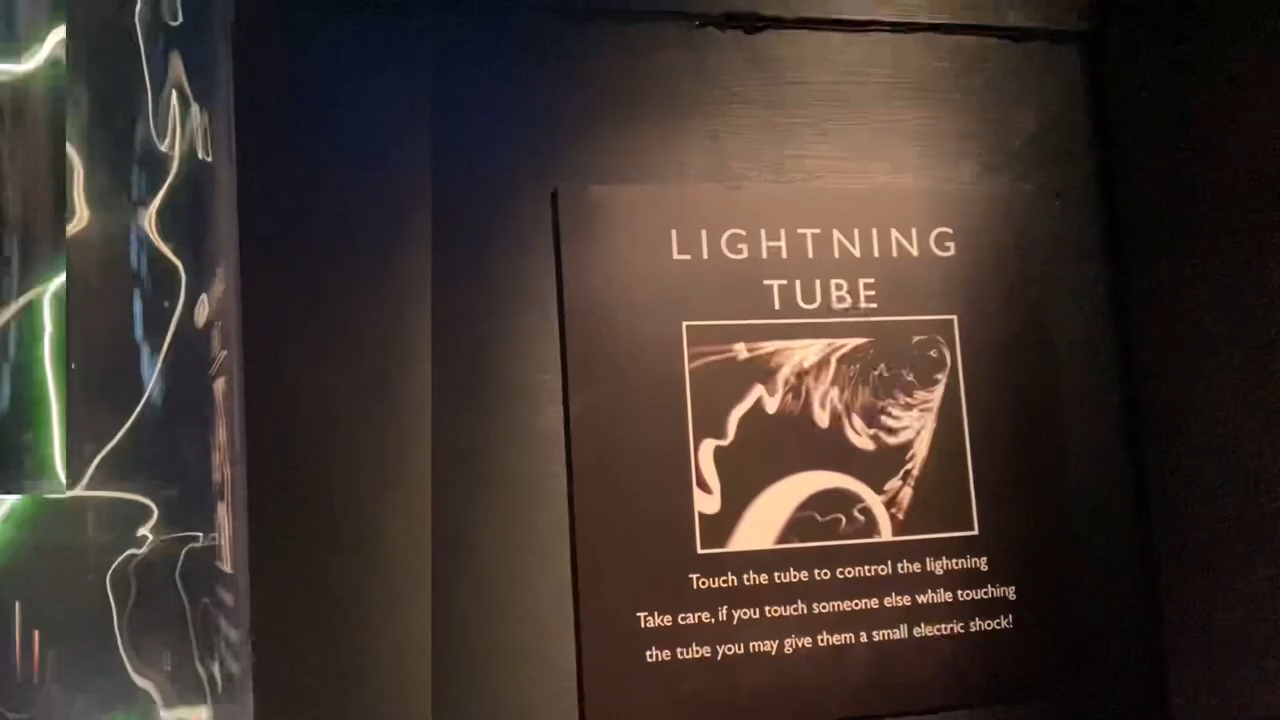 LIGHTNING
TUBE
Touch the tube to control the lightning
Take care, if you touch someone else while touching
the tube you may give them a small electric shock!